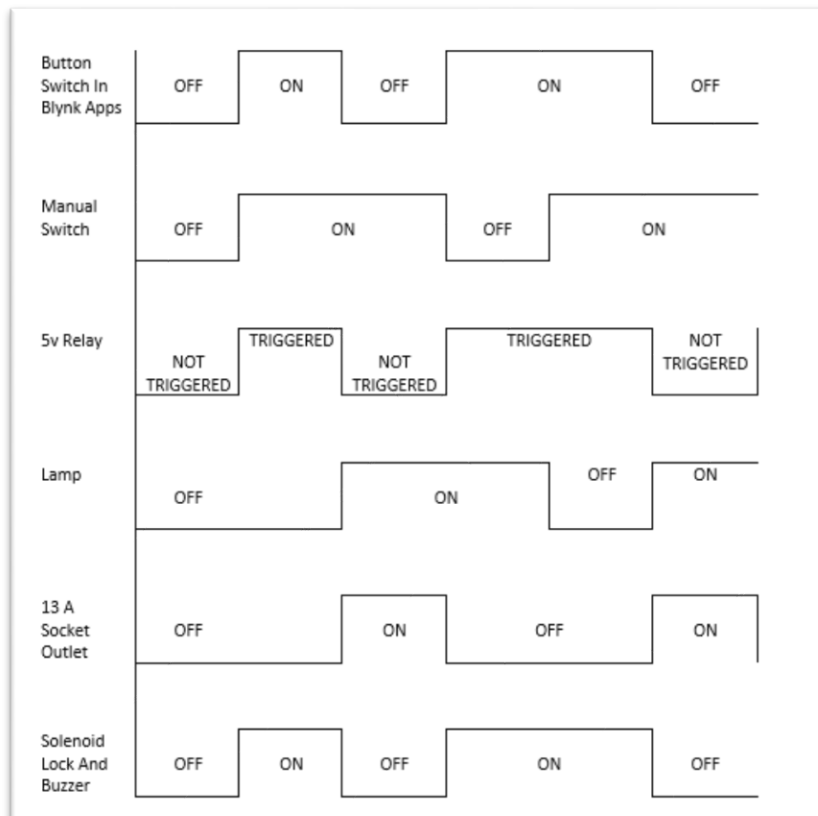 Button
Switch In
Blynk Apps
OFF ON OFF ON OFF
Manual
Switch
OFF ON OFF ON
5v Relay
NOT
TRIGGERED
TRIGGERED
NOT
TRIGGERED
TRIGGERED
NOT
TRIGGERED
Lamp
OFF ON OFF ON
13 A
Socket
Outlet
OFF ON OFF ON
Solenoid
Lock And
Buzzer
OFF ON OFF ON OFF